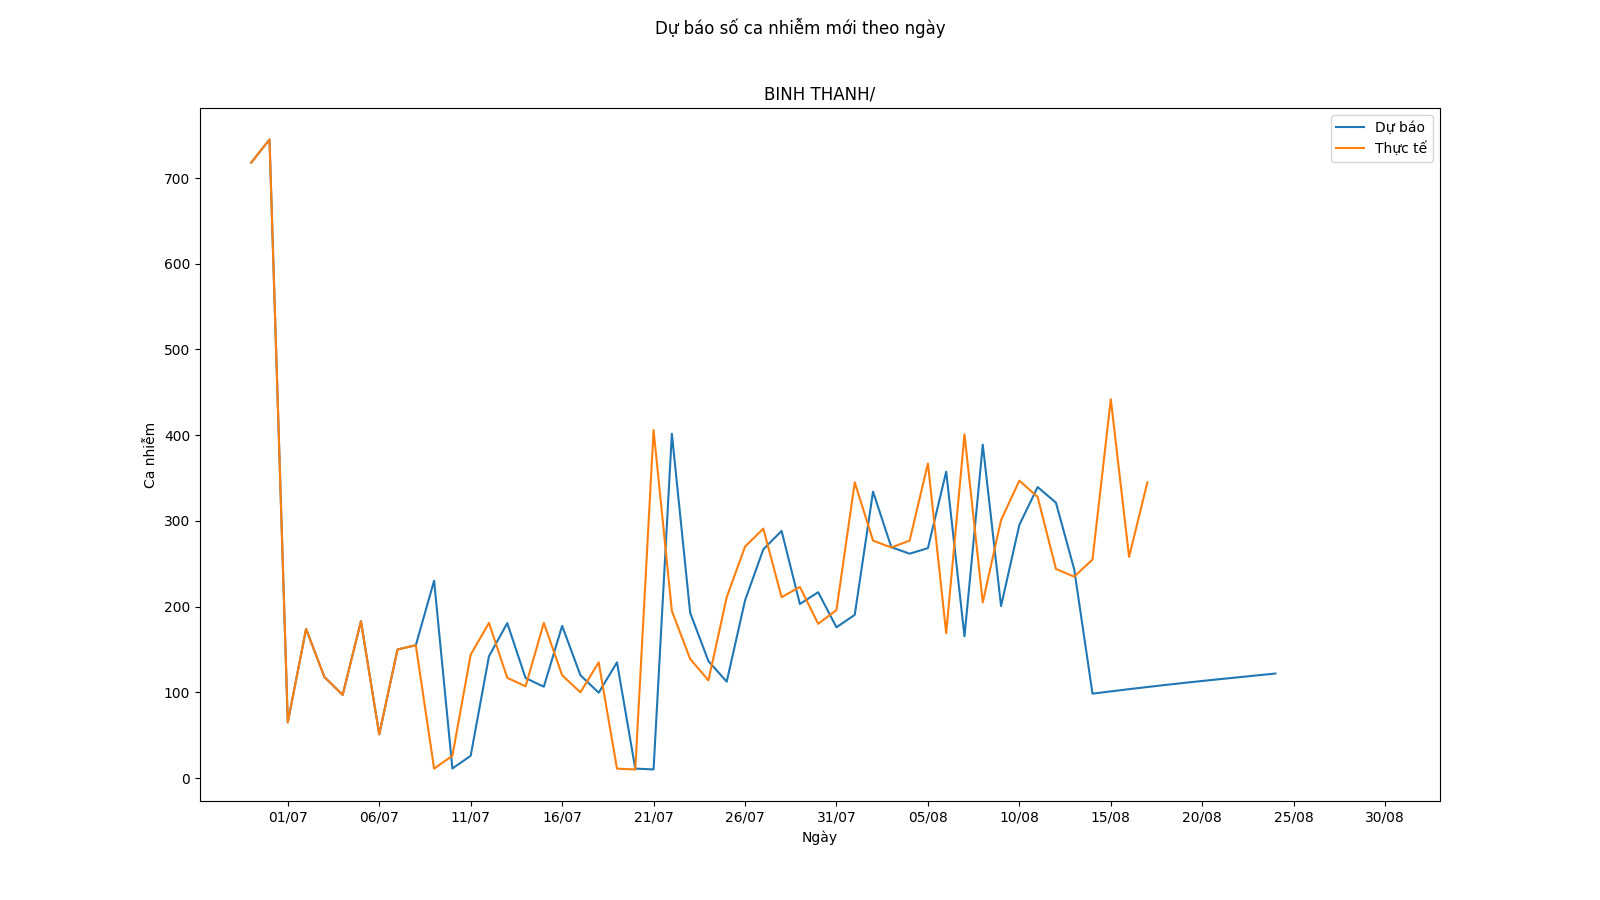 Dự báo số ca nhiễm mới theo ngày
BINH THANH/
Dự báo
Thực tế
700
600
500
400
300
200
100
0
Ca nhiễm
01/07 06/07 11/07 16/07 21/07 26/07 31/07 05/08 10/08 15/08 20/08 25/08 30/08
Ngày